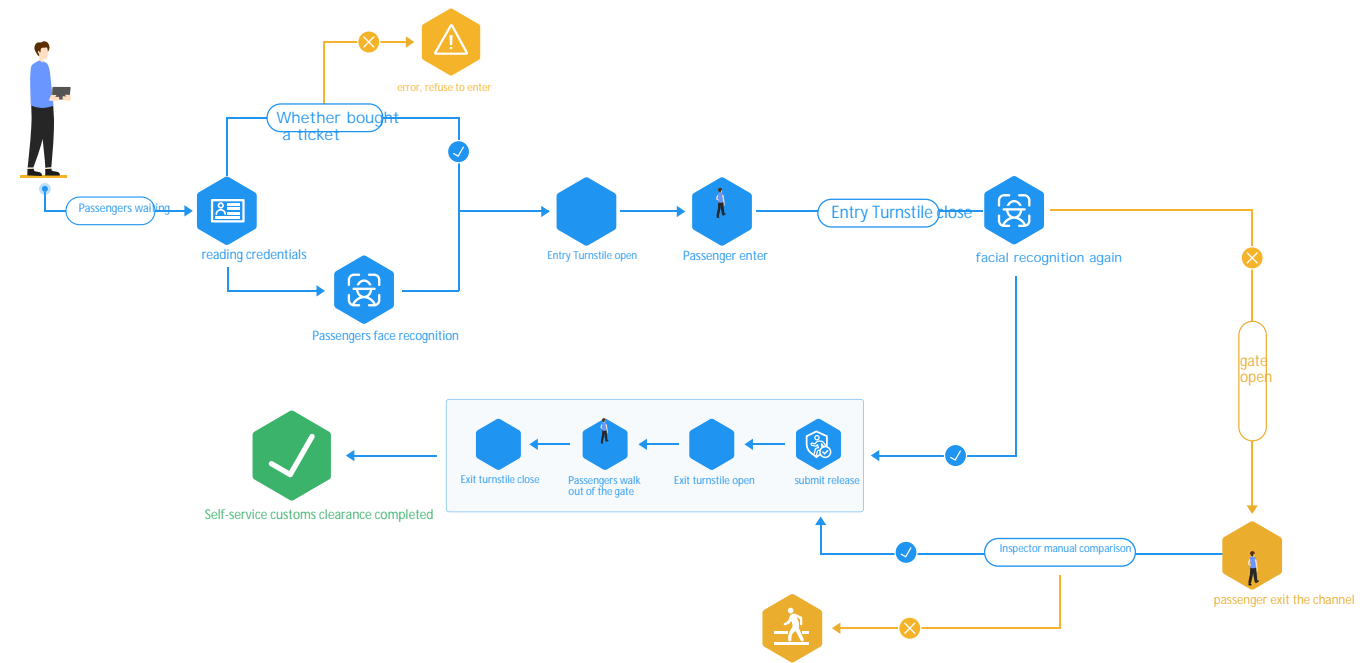 error, refuse to enter
Whether bought
a ticket
Passengers waiting
reading credentials
Entry Turnstile open
Passenger enter
Entry Turnstile close
facial recognition again
Passengers face recognition
gate
open
Exit turnstile close
Passengers walk
out of the gate
Exit turnstile open
submit release
Self-service customs clearance completed
Inspector manual comparison
passenger exit the channel